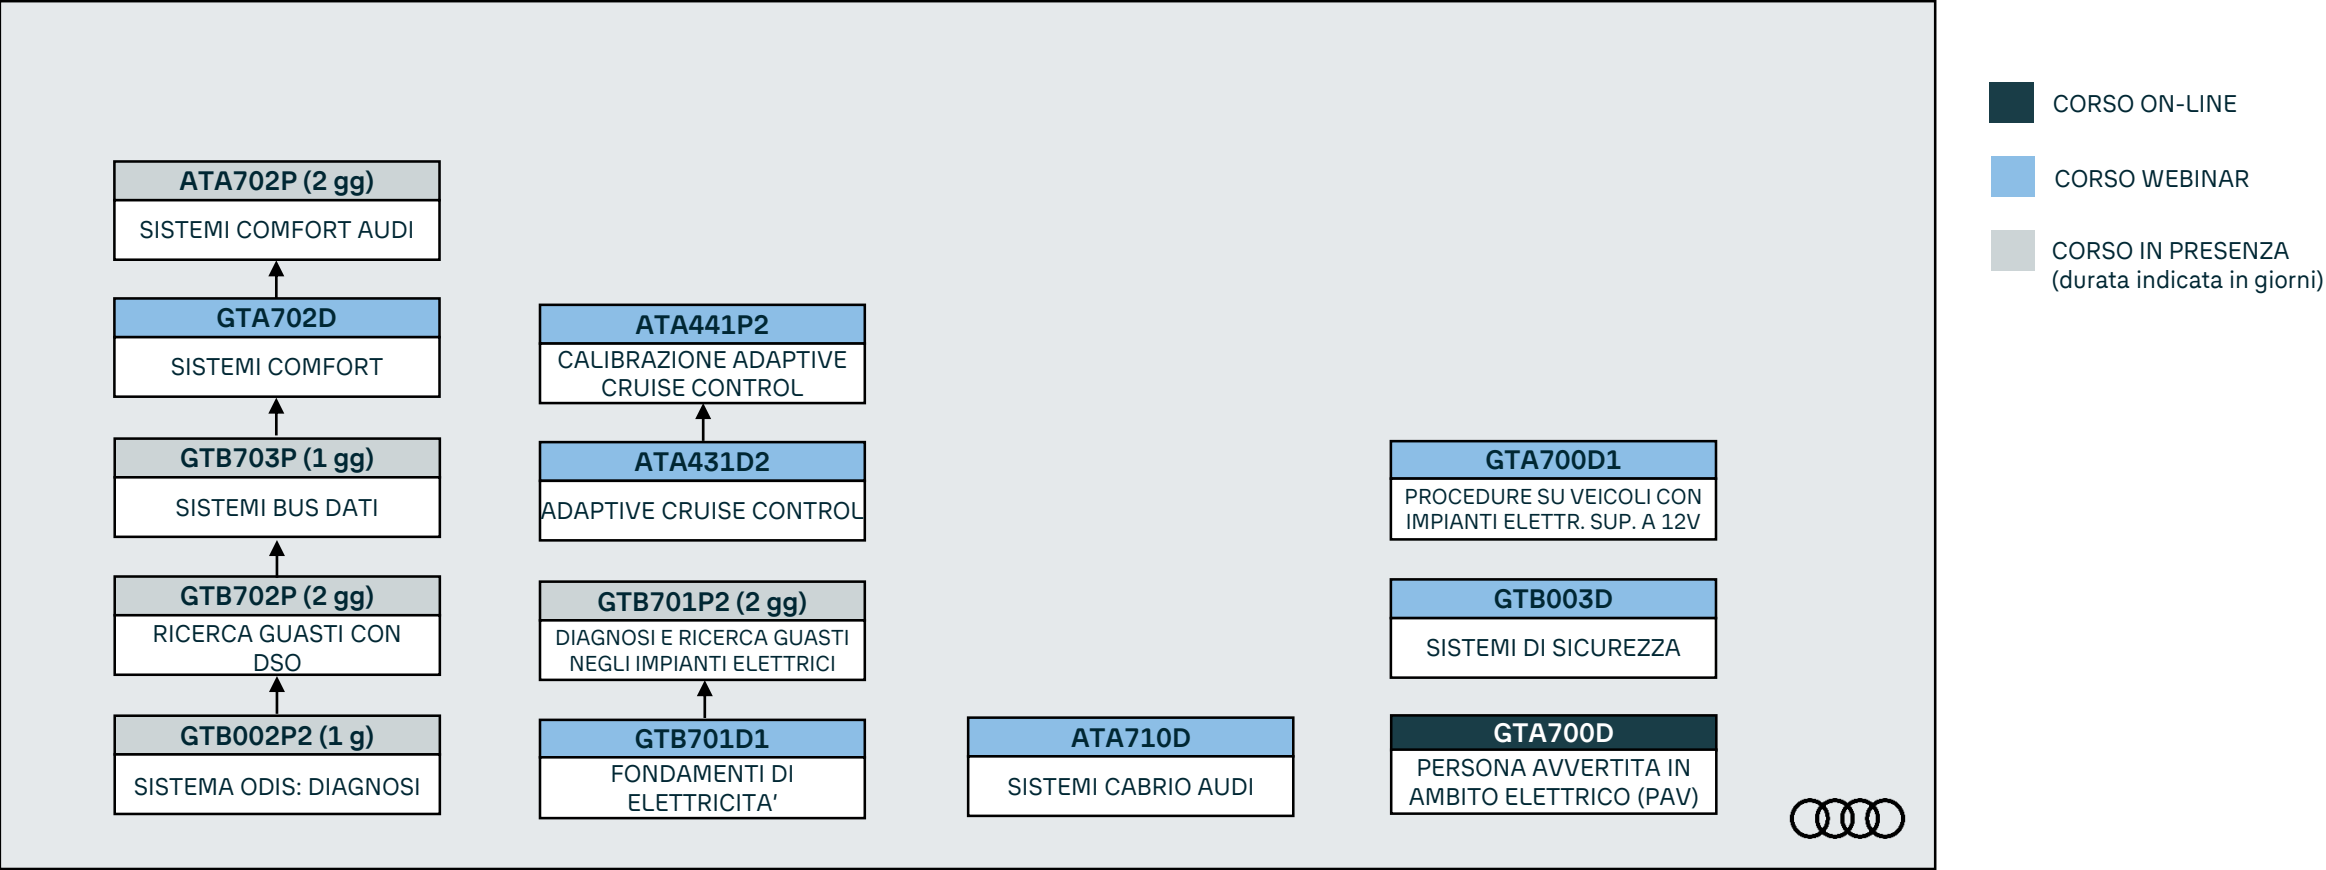 ATA702P (2 gg)
SISTEMI COMFORT AUDI
GTA702D
SISTEMI COMFORT
GTB703P (1 gg)
SISTEMI BUS DATI
GTB702P (2 gg)
RICERCA GUASTI CON
DSO
GTB002P2 (1 g)
SISTEMA ODIS: DIAGNOSI
ATA441P2
CALIBRAZIONE ADAPTIVE
CRUISE CONTROL
ATA431D2
ADAPTIVE CRUISE CONTROL
GTB701P2 (2 gg)
DIAGNOSI E RICERCA GUASTI
NEGLI IMPIANTI ELETTRICI
GTB701D1
FONDAMENTI DI
ELETTRICITA’
ATA710D
SISTEMI CABRIO AUDI
GTA700D1
PROCEDURE SU VEICOLI CON
IMPIANTI ELETTR. SUP. A 12V
GTB003D
SISTEMI DI SICUREZZA
GTA700D
PERSONA AVVERTITA IN
AMBITO ELETTRICO (PAV)
CORSO ON-LINE
CORSO WEBINAR
CORSO IN PRESENZA
(durata indicata in giorni)